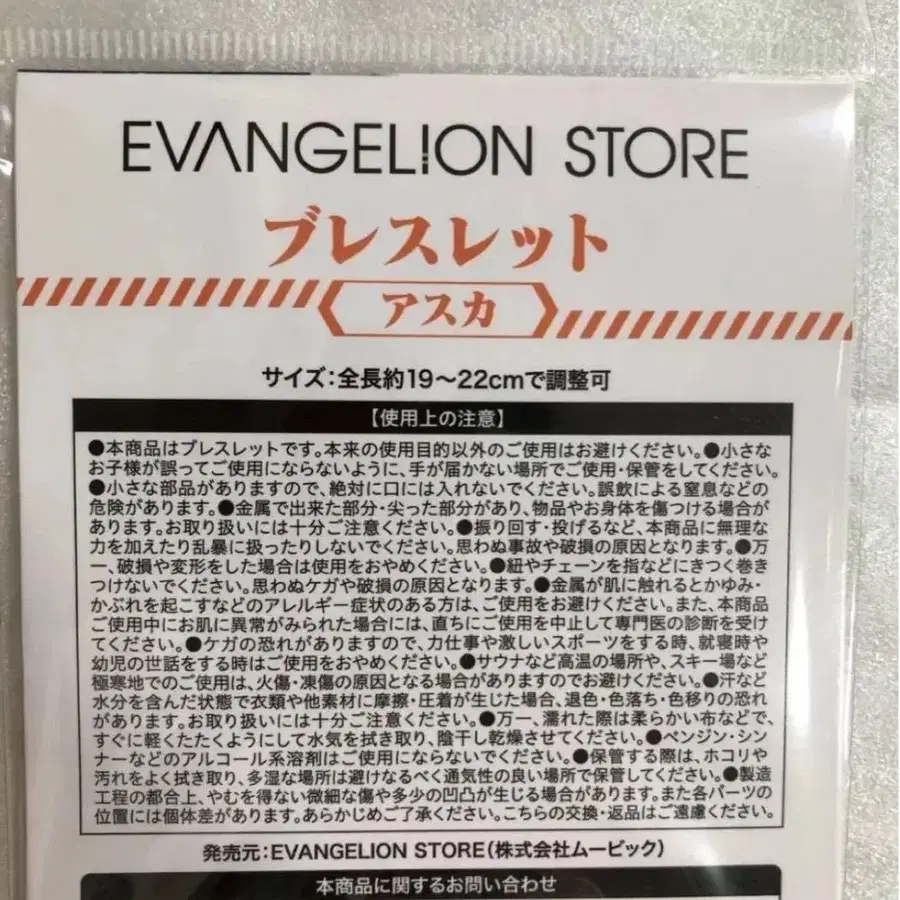 EVANGELION STORE
ブレスレット
アスカ
サイズ：全長約19〜22cmで調整可
【使用上の注意】
●本商品はブレスレットです。本来の使用目的以外のご使用はお避けください。●小さな
お子様が誤ってご使用にならないように、手が届かない場所でご使用・保管をしてください。
●小さな部品がありますので、絶対に口には入れないでください。誤飲による窒息などの
危険があります。●金属で出来た部分・尖った部分があり、物品やお身体を傷つける場合が
あります。お取り扱いには十分ご注意ください。●振り回す・投げるなど、本商品に無理な
力を加えたり乱暴に扱ったりしないでください。思わぬ事故や破損の原因となります。●万
一、破損や変形をした場合は使用をおやめください。●紐やチェーンを指などにきつく巻き
つけないでください。思わぬケガや破損の原因となります。●金属が肌に触れるとかゆみ・
かぶれを起こすなどのアレルギー症状のある方は、ご使用をお避けください。また、本商品
ご使用中にお肌に異常がみられた場合には、直ちにご使用を中止して専門医の診断を受け
てください。●ケガの恐れがありますので、力仕事や激しいスポーツをする時、就寝時や
幼児の世話をする時はご使用をおやめください。●サウナなど高温の場所や、スキー場など
極寒地でのご使用は、火傷・凍傷の原因となる場合がありますのでお避けください。●汗など
水分を含んだ状態で衣類や他素材に摩擦・圧着が生じた場合、退色・色落ち・色移りの恐れ
があります。お取り扱いには十分ご注意ください。●万一、濡れた際は柔らかい布などで、
すぐに軽くたたくようにして水気を拭き取り、陰干し乾燥させてください。●ベンジン・シン
ナーなどのアルコール系溶剤はご使用にならないでください。●保管する際は、ホコリや
汚れをよく拭き取り、多湿な場所は避けなるべく通気性の良い場所で保管してください。●製造
工程の都合上、やむを得ない微細な傷や多少の凹凸が生じる場合があります。また各パーツの
位置には個体差があります。あらかじめご了承ください。こちらの交換・返品はご遠慮ください。
発売元：EVANGELION STORE（株式会社ムービック）
本商品に関するお問い合わせ